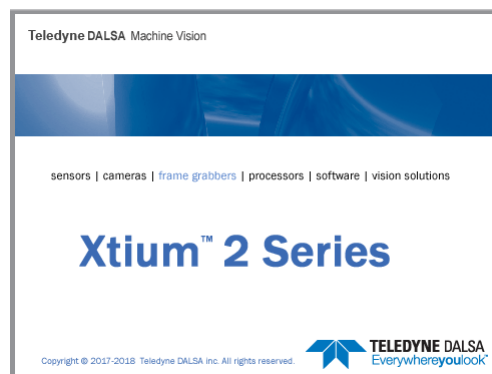 Teledyne DALSA Machine Vision
sensors | cameras | frame grabbers | processors | software | vision solutions
Xtium™ 2 Series
Copyright © 2017-2018 Teledyne DALSA inc. All rights reserved.
TELEDYNE DALSA
Everywhereyoulook™